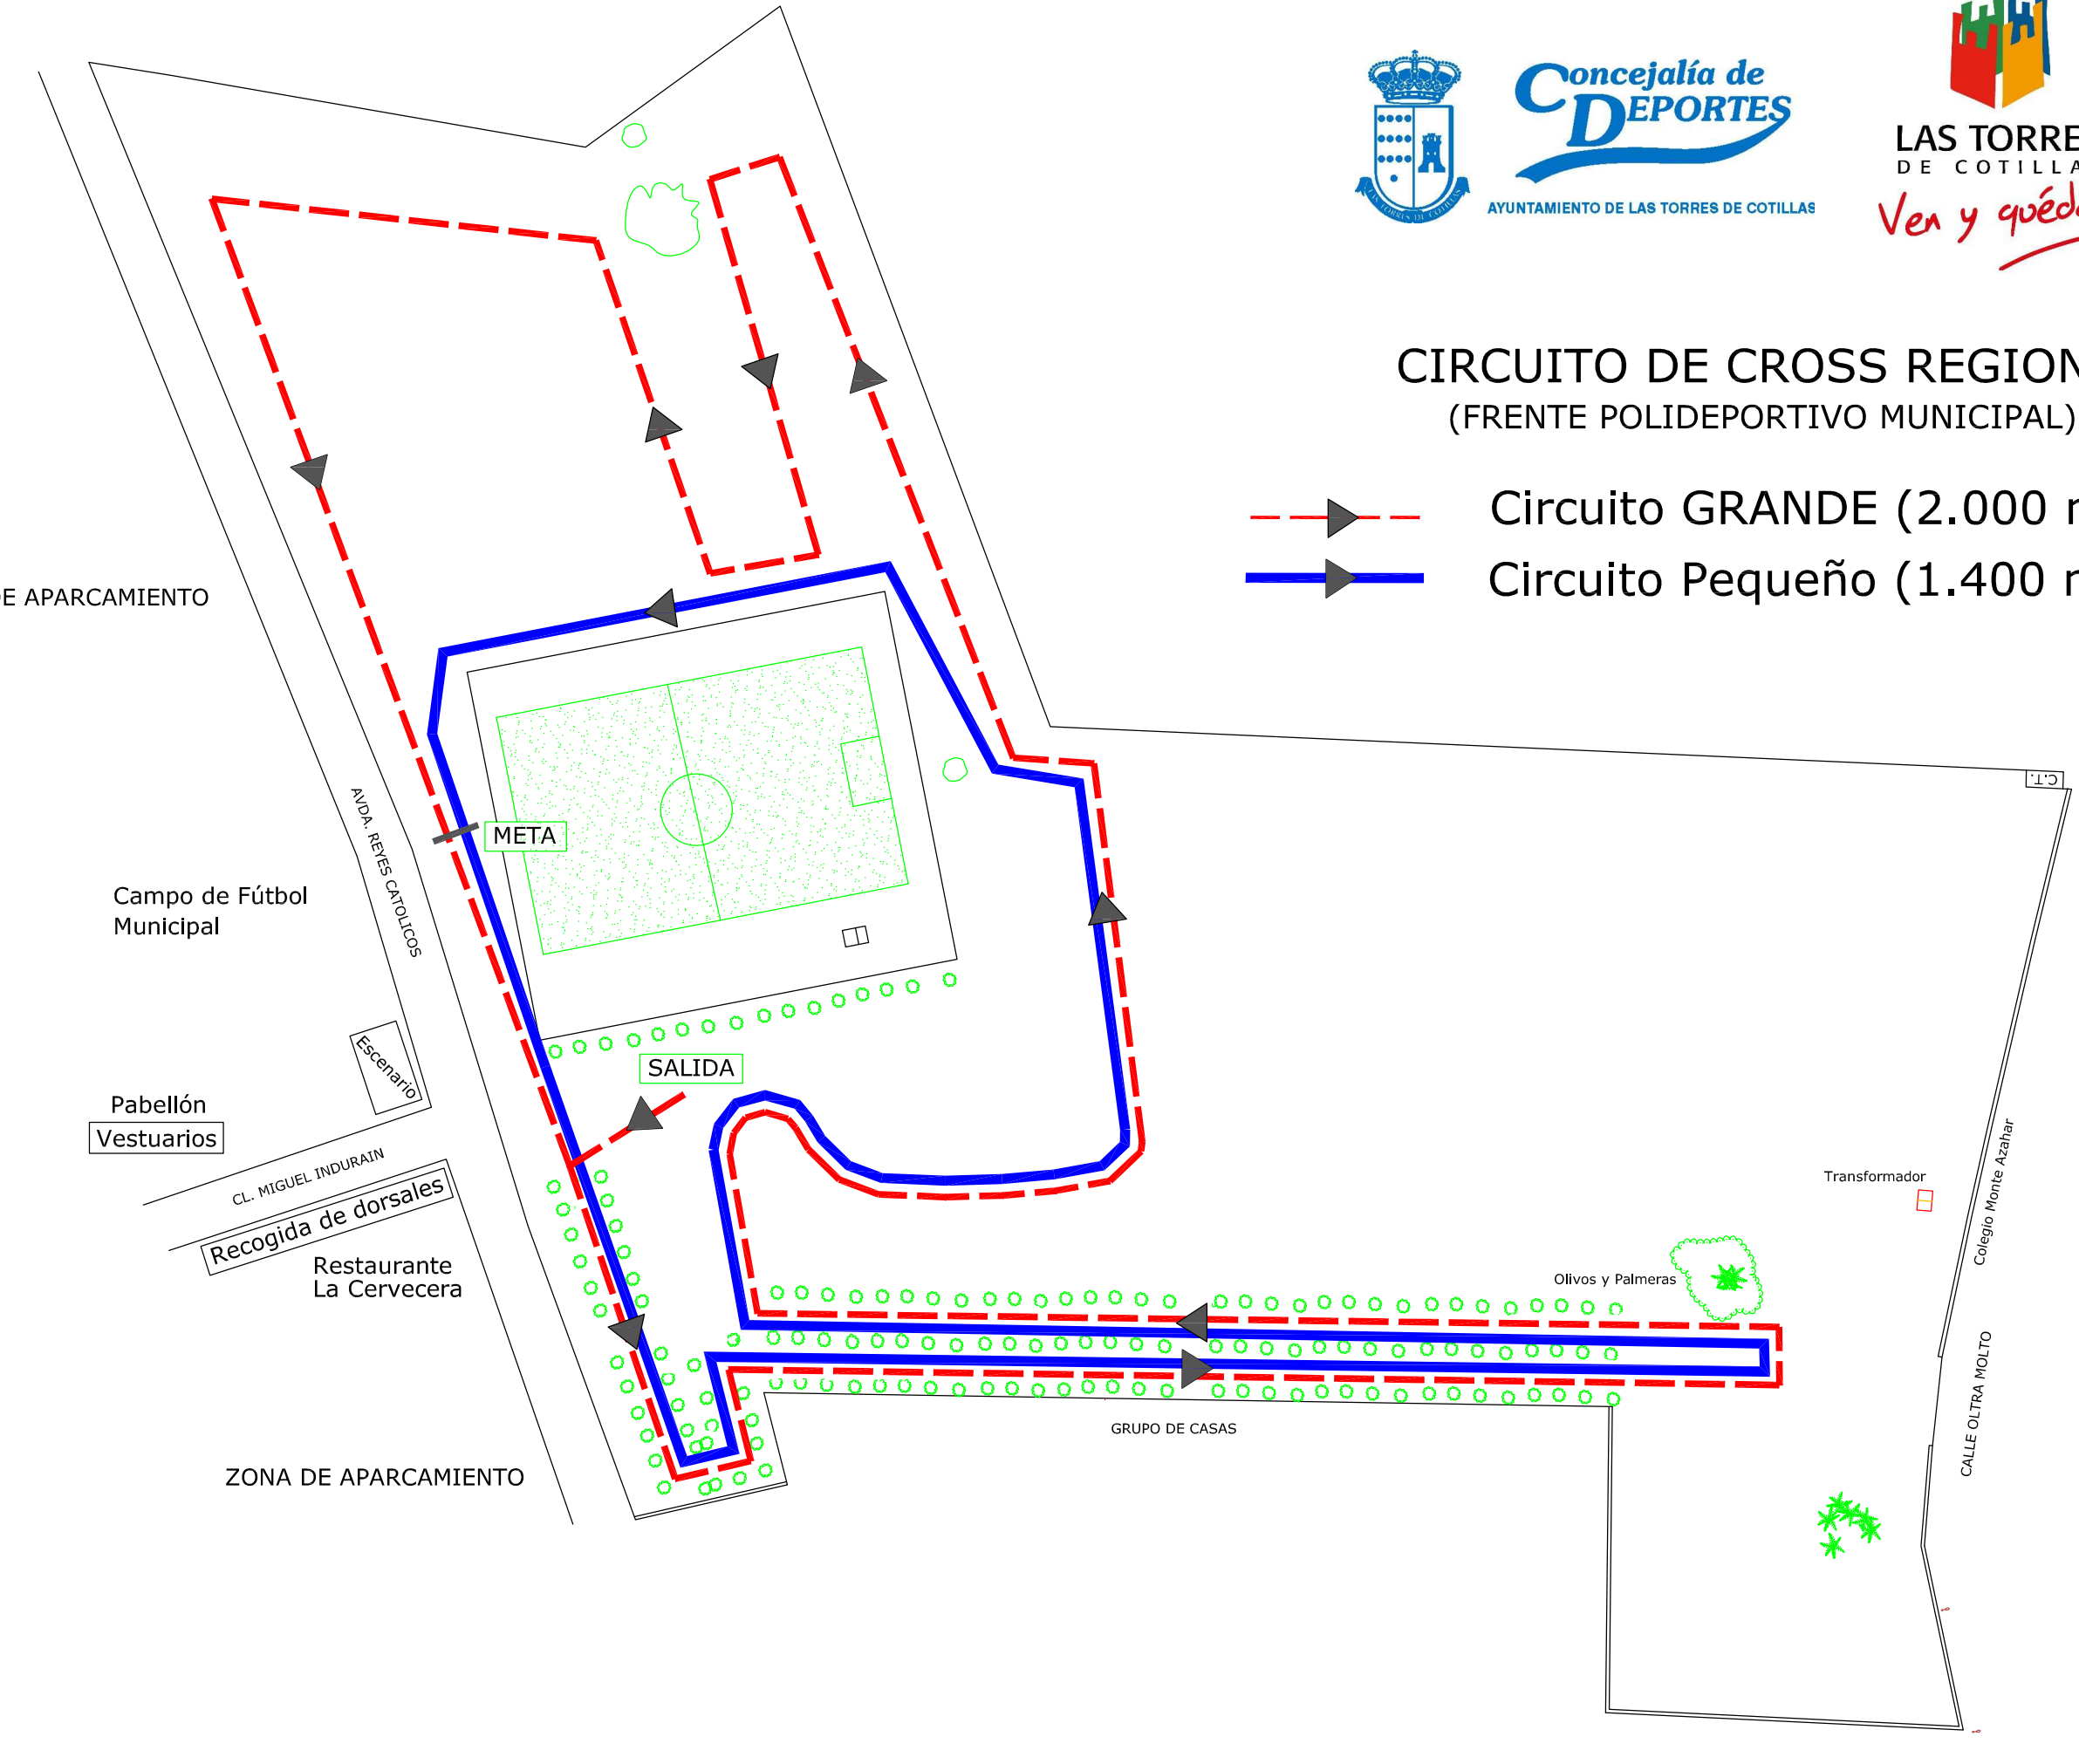 Concejalía de
DEPORTES
AYUNTAMIENTO DE LAS TORRES DE COTILLAS
LAS TORRE
DE COTILLA
Ven y quéd
CIRCUITO DE CROSS REGION
(FRENTE POLIDEPORTIVO MUNICIPAL)
Circuito GRANDE (2.000 m
Circuito Pequeño (1.400 m
E APARCAMIENTO
C.T.
AVDA. REYES CATOLICOS
META
Campo de Fútbol
Municipal
Escenario
SALIDA
Pabellón
Vestuarios
CL. MIGUEL INDURAIN
Recogida de dorsales
Restaurante
La Cervecera
Transformador
Colegio Monte Azahar
Olivos y Palmeras
CALLE OLTRA MOLTO
GRUPO DE CASAS
ZONA DE APARCAMIENTO